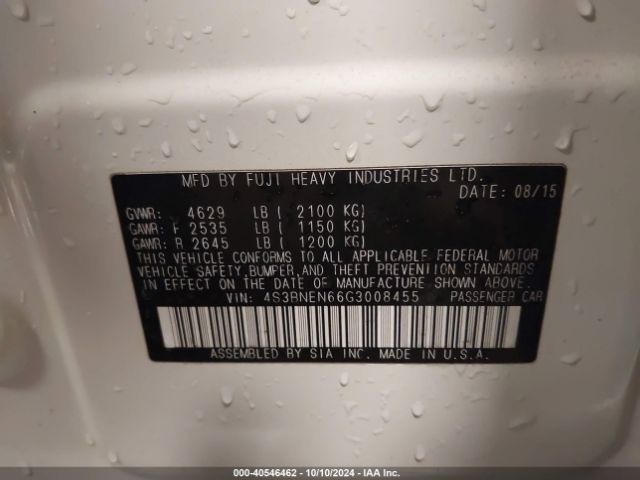 MFD BY FUJI HEAVY INDUSTRIES LTD.
DATE: 08/15
GVWR: 4629 LB ( 2100 KG)
GAWR: F 2535 LB ( 1150 KG)
GAWR: R 2645 LB ( 1200 KG)
THIS VEHICLE CONFORMS TO ALL APPLICABLE FEDERAL MOTOR
VEHICLE SAFETY, BUMPER, AND THEFT PREVENTION STANDARDS
IN EFFECT ON THE DATE OF MANUFACTURE SHOWN ABOVE.
VIN: 4S3BNEN66G3008455 PASSENGER CAR
ASSEMBLED BY SIA INC. MADE IN U.S.A.
000-40546462 - 10/10/2024 - IAA Inc.